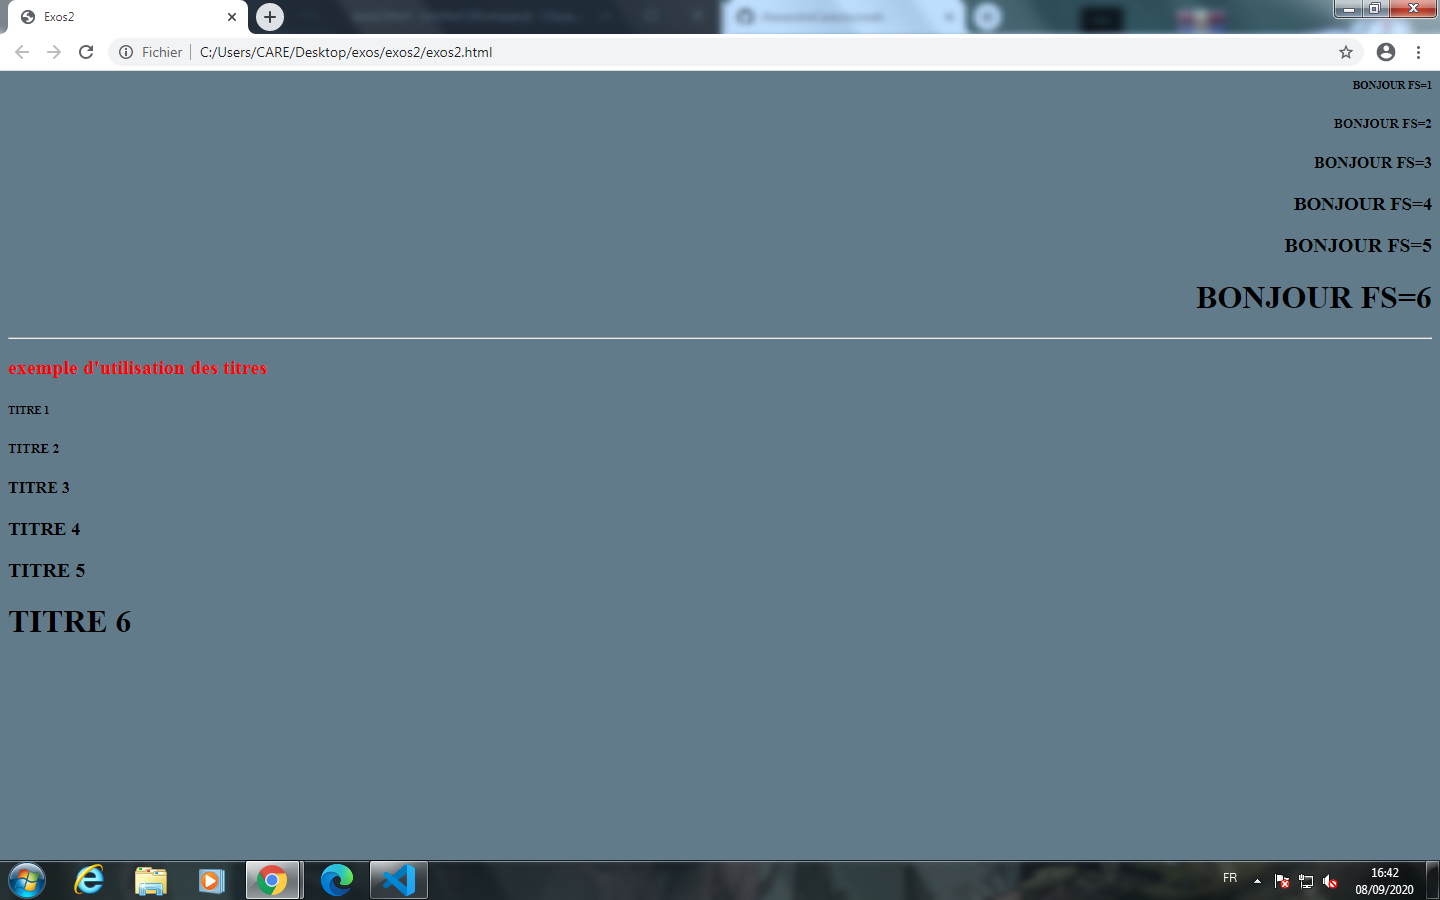 Exos2
Fichier
C:/Users/CARE/Desktop/exos/exos2/exos2.html
BONJOUR FS=1
BONJOUR FS=2
BONJOUR FS=3
BONJOUR FS=4
BONJOUR FS=5
BONJOUR FS=6
exemple d'utilisation des titres
TITRE 1
TITRE 2
TITRE 3
TITRE 4
TITRE 5
TITRE 6
FR
16:42
08/09/2020